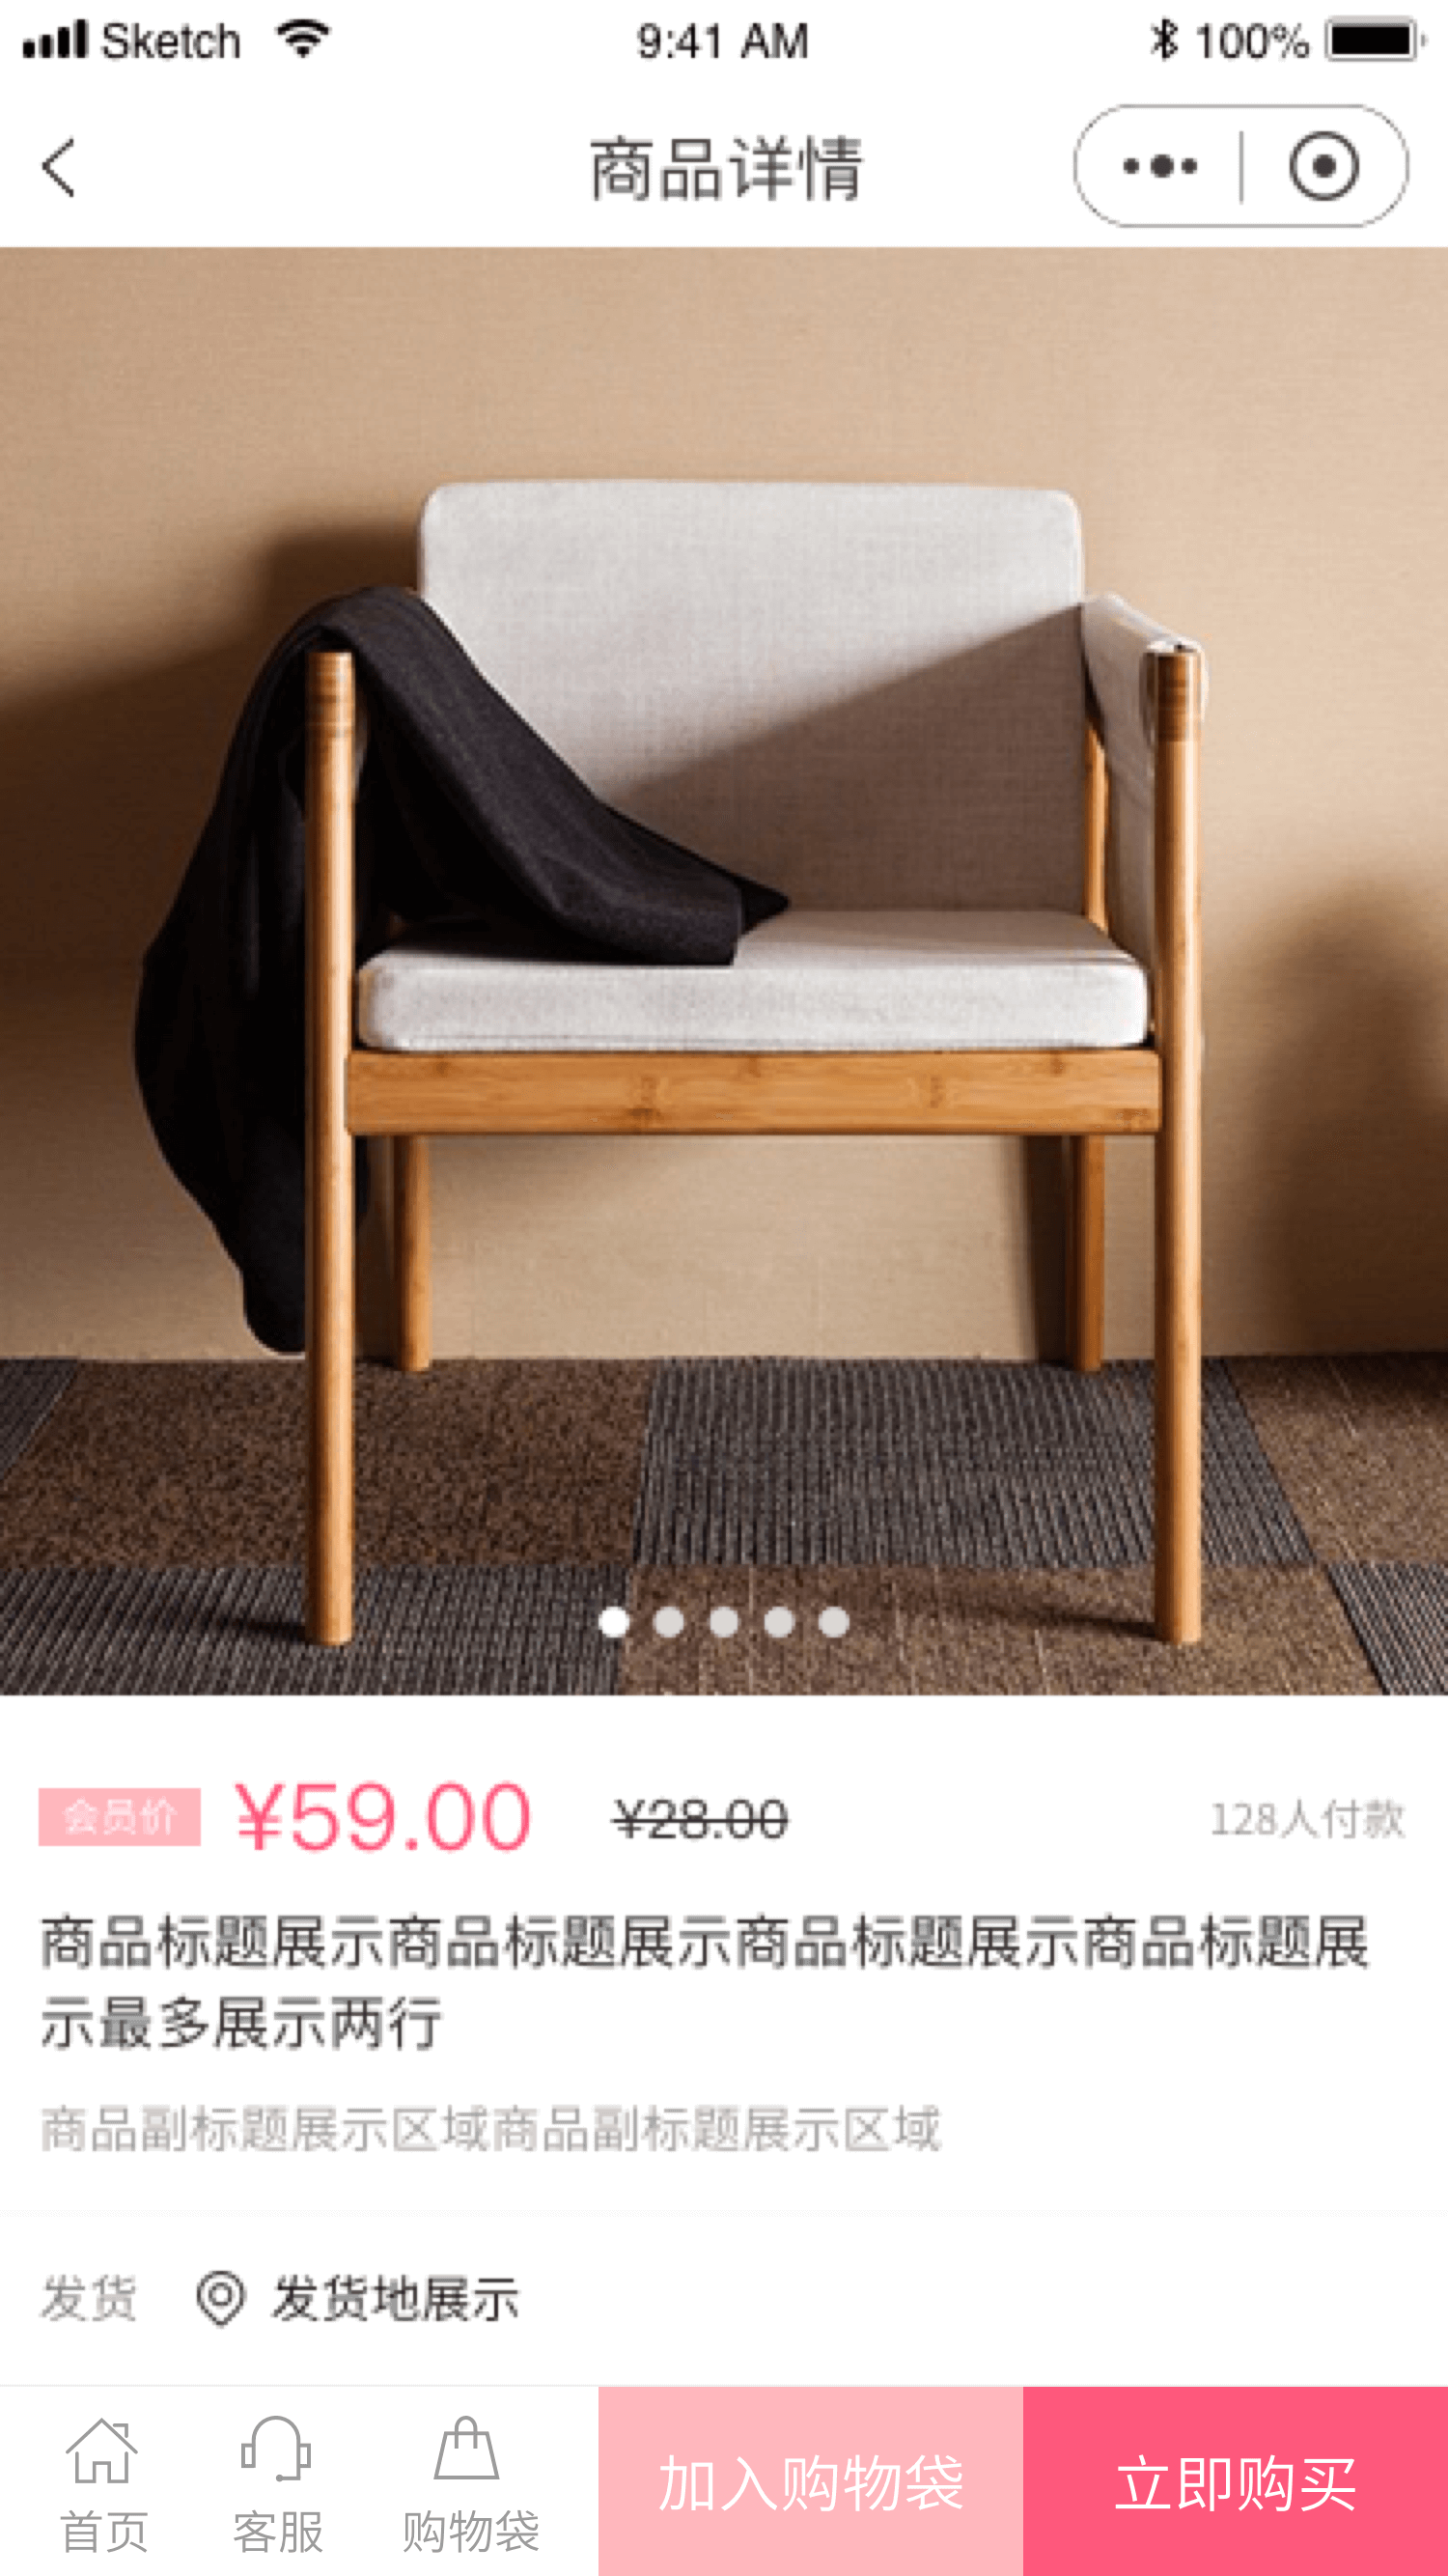 Sketch 9:41 AM 100%
商品详情
会员价 ¥59.00 ¥28.00 128人付款
商品标题展示商品标题展示商品标题展示商品标题展
示最多展示两行
商品副标题展示区域商品副标题展示区域
发货 发货地展示
首页 客服 购物袋 加入购物袋 立即购买